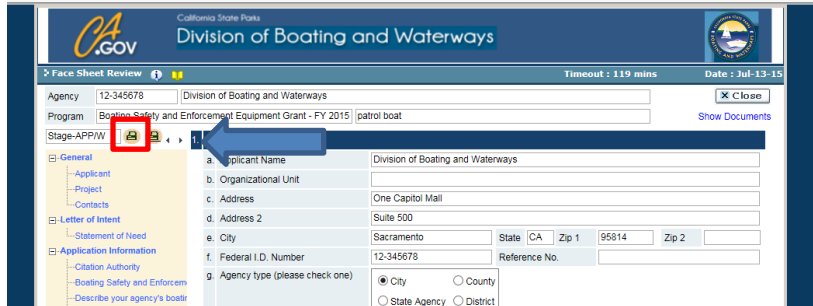 California State Parks
CA.GOV Division of Boating and Waterways
Face Sheet Review Timeout : 119 mins Date : Jul-13-15
Agency 12-345678 Division of Boating and Waterways Close
Program Boating Safety and Enforcement Equipment Grant - FY 2015 patrol boat Show Documents
Stage-APP/W 1.
General
Applicant
Project
Contacts
Letter of Intent
Statement of Need
Application Information
Citation Authority
Boating Safety and Enforcem
Describe your agency's boatin
a. Applicant Name Division of Boating and Waterways
b. Organizational Unit
c. Address One Capitol Mall
d. Address 2 Suite 500
e. City Sacramento State CA Zip 1 95814 Zip 2
f. Federal I.D. Number 12-345678 Reference No.
g. Agency type (please check one)
City County
State Agency District